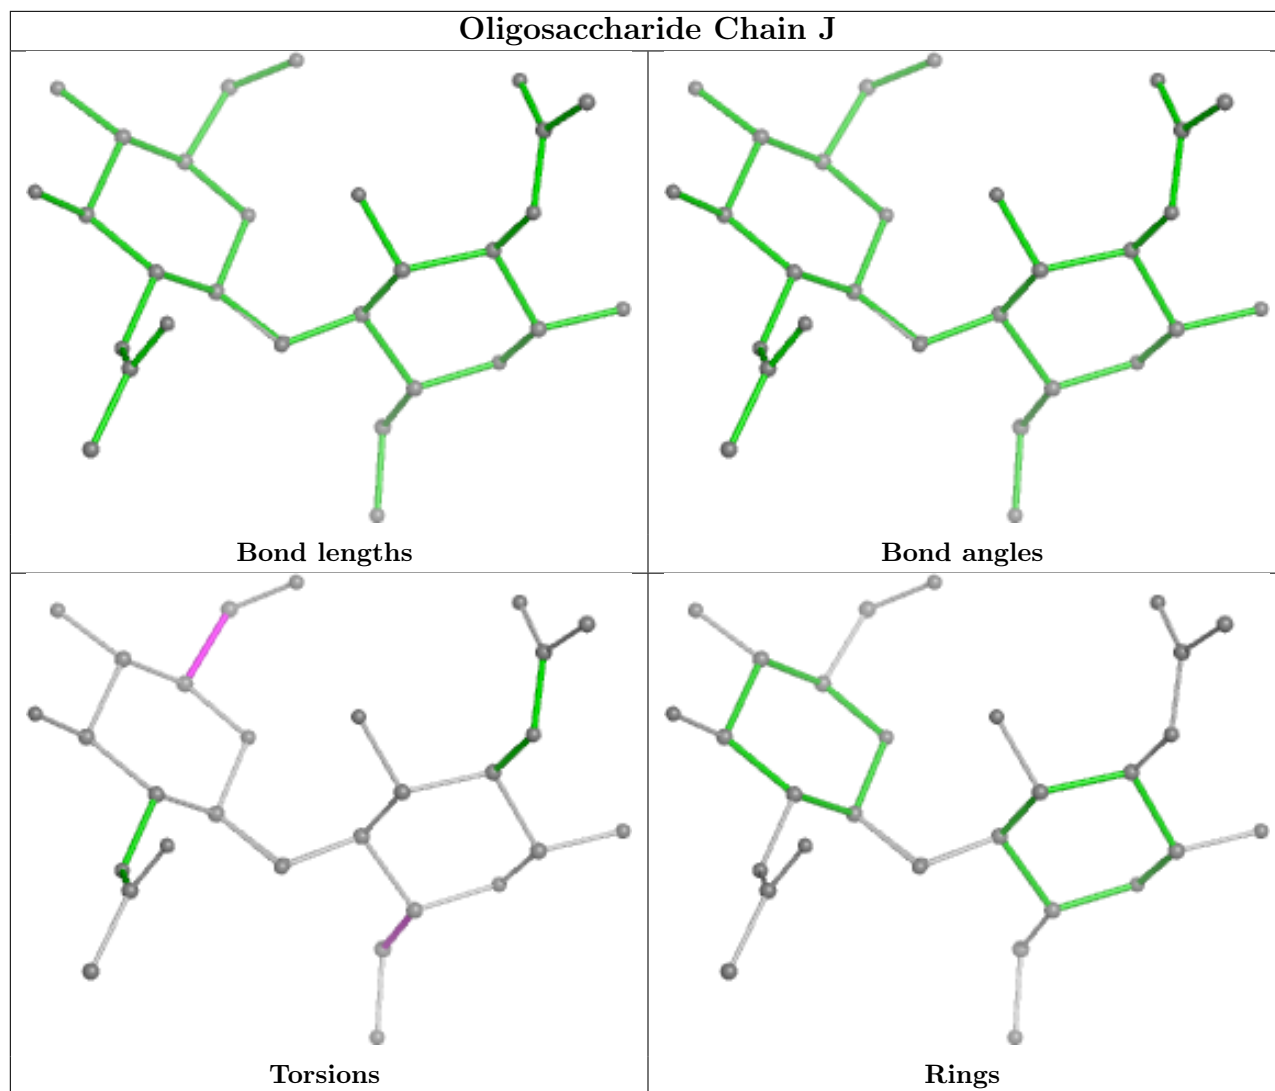 Oligosaccharide Chain J
Bond lengths
Bond angles
Torsions
Rings